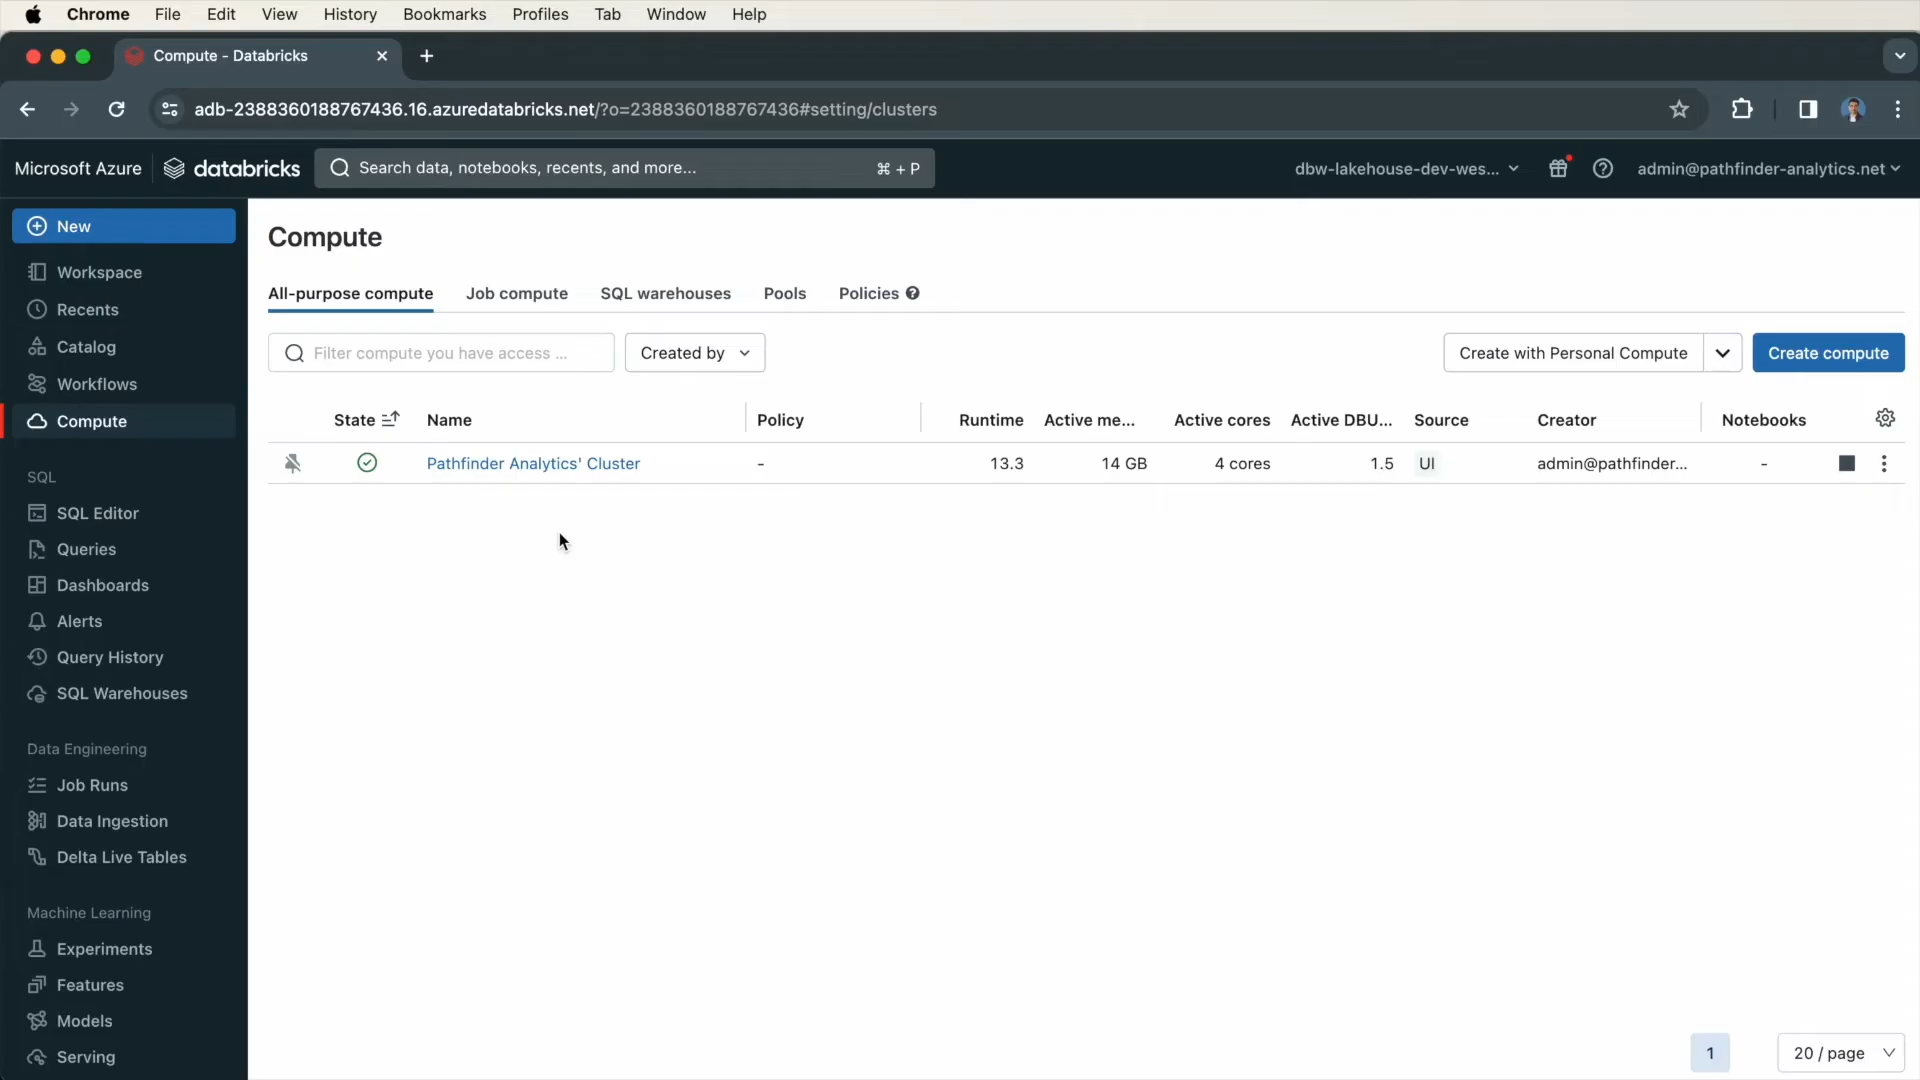 Chrome File Edit View History Bookmarks Profiles Tab Window Help
Compute - Databricks
adb-2388360188767436.16.azuredatabricks.net/?o=2388360188767436#setting/clusters
Microsoft Azure databricks Search data, notebooks, recents, and more... ⌘ + P dbw-lakehouse-dev-wes... admin@pathfinder-analytics.net
New
Workspace
Recents
Catalog
Workflows
Compute
SQL
SQL Editor
Queries
Dashboards
Alerts
Query History
SQL Warehouses
Data Engineering
Job Runs
Data Ingestion
Delta Live Tables
Machine Learning
Experiments
Features
Models
Serving
Compute
All-purpose compute Job compute SQL warehouses Pools Policies
Filter compute you have access ... Created by Create with Personal Compute Create compute
State Name Policy Runtime Active me... Active cores Active DBU... Source Creator Notebooks
Pathfinder Analytics' Cluster - 13.3 14 GB 4 cores 1.5 UI admin@pathfinder... -
1 20 / page